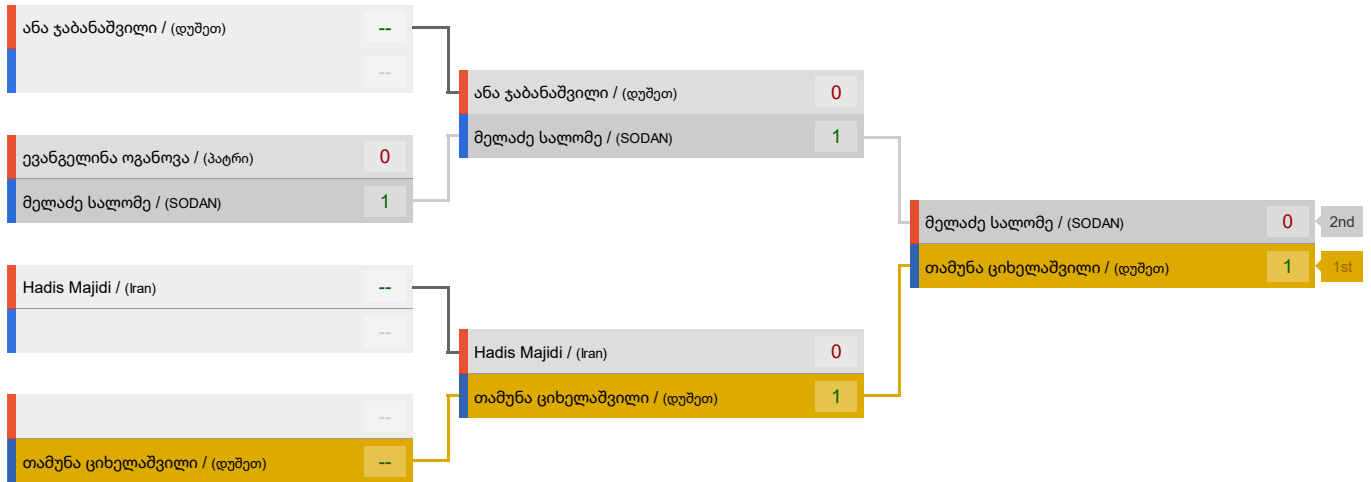 ანა ჯაბანაშვილი / (დუშეთ) --
--
ევანგელინა ოგანოვა / (პატრი) 0
მელაძე სალომე / (SODAN) 1
Hadis Majidi / (Iran) --
--
--
თამუნა ციხელაშვილი / (დუშეთ) --
ანა ჯაბანაშვილი / (დუშეთ) 0
მელაძე სალომე / (SODAN) 1
Hadis Majidi / (Iran) 0
თამუნა ციხელაშვილი / (დუშეთ) 1
მელაძე სალომე / (SODAN) 0 2nd
თამუნა ციხელაშვილი / (დუშეთ) 1 1st